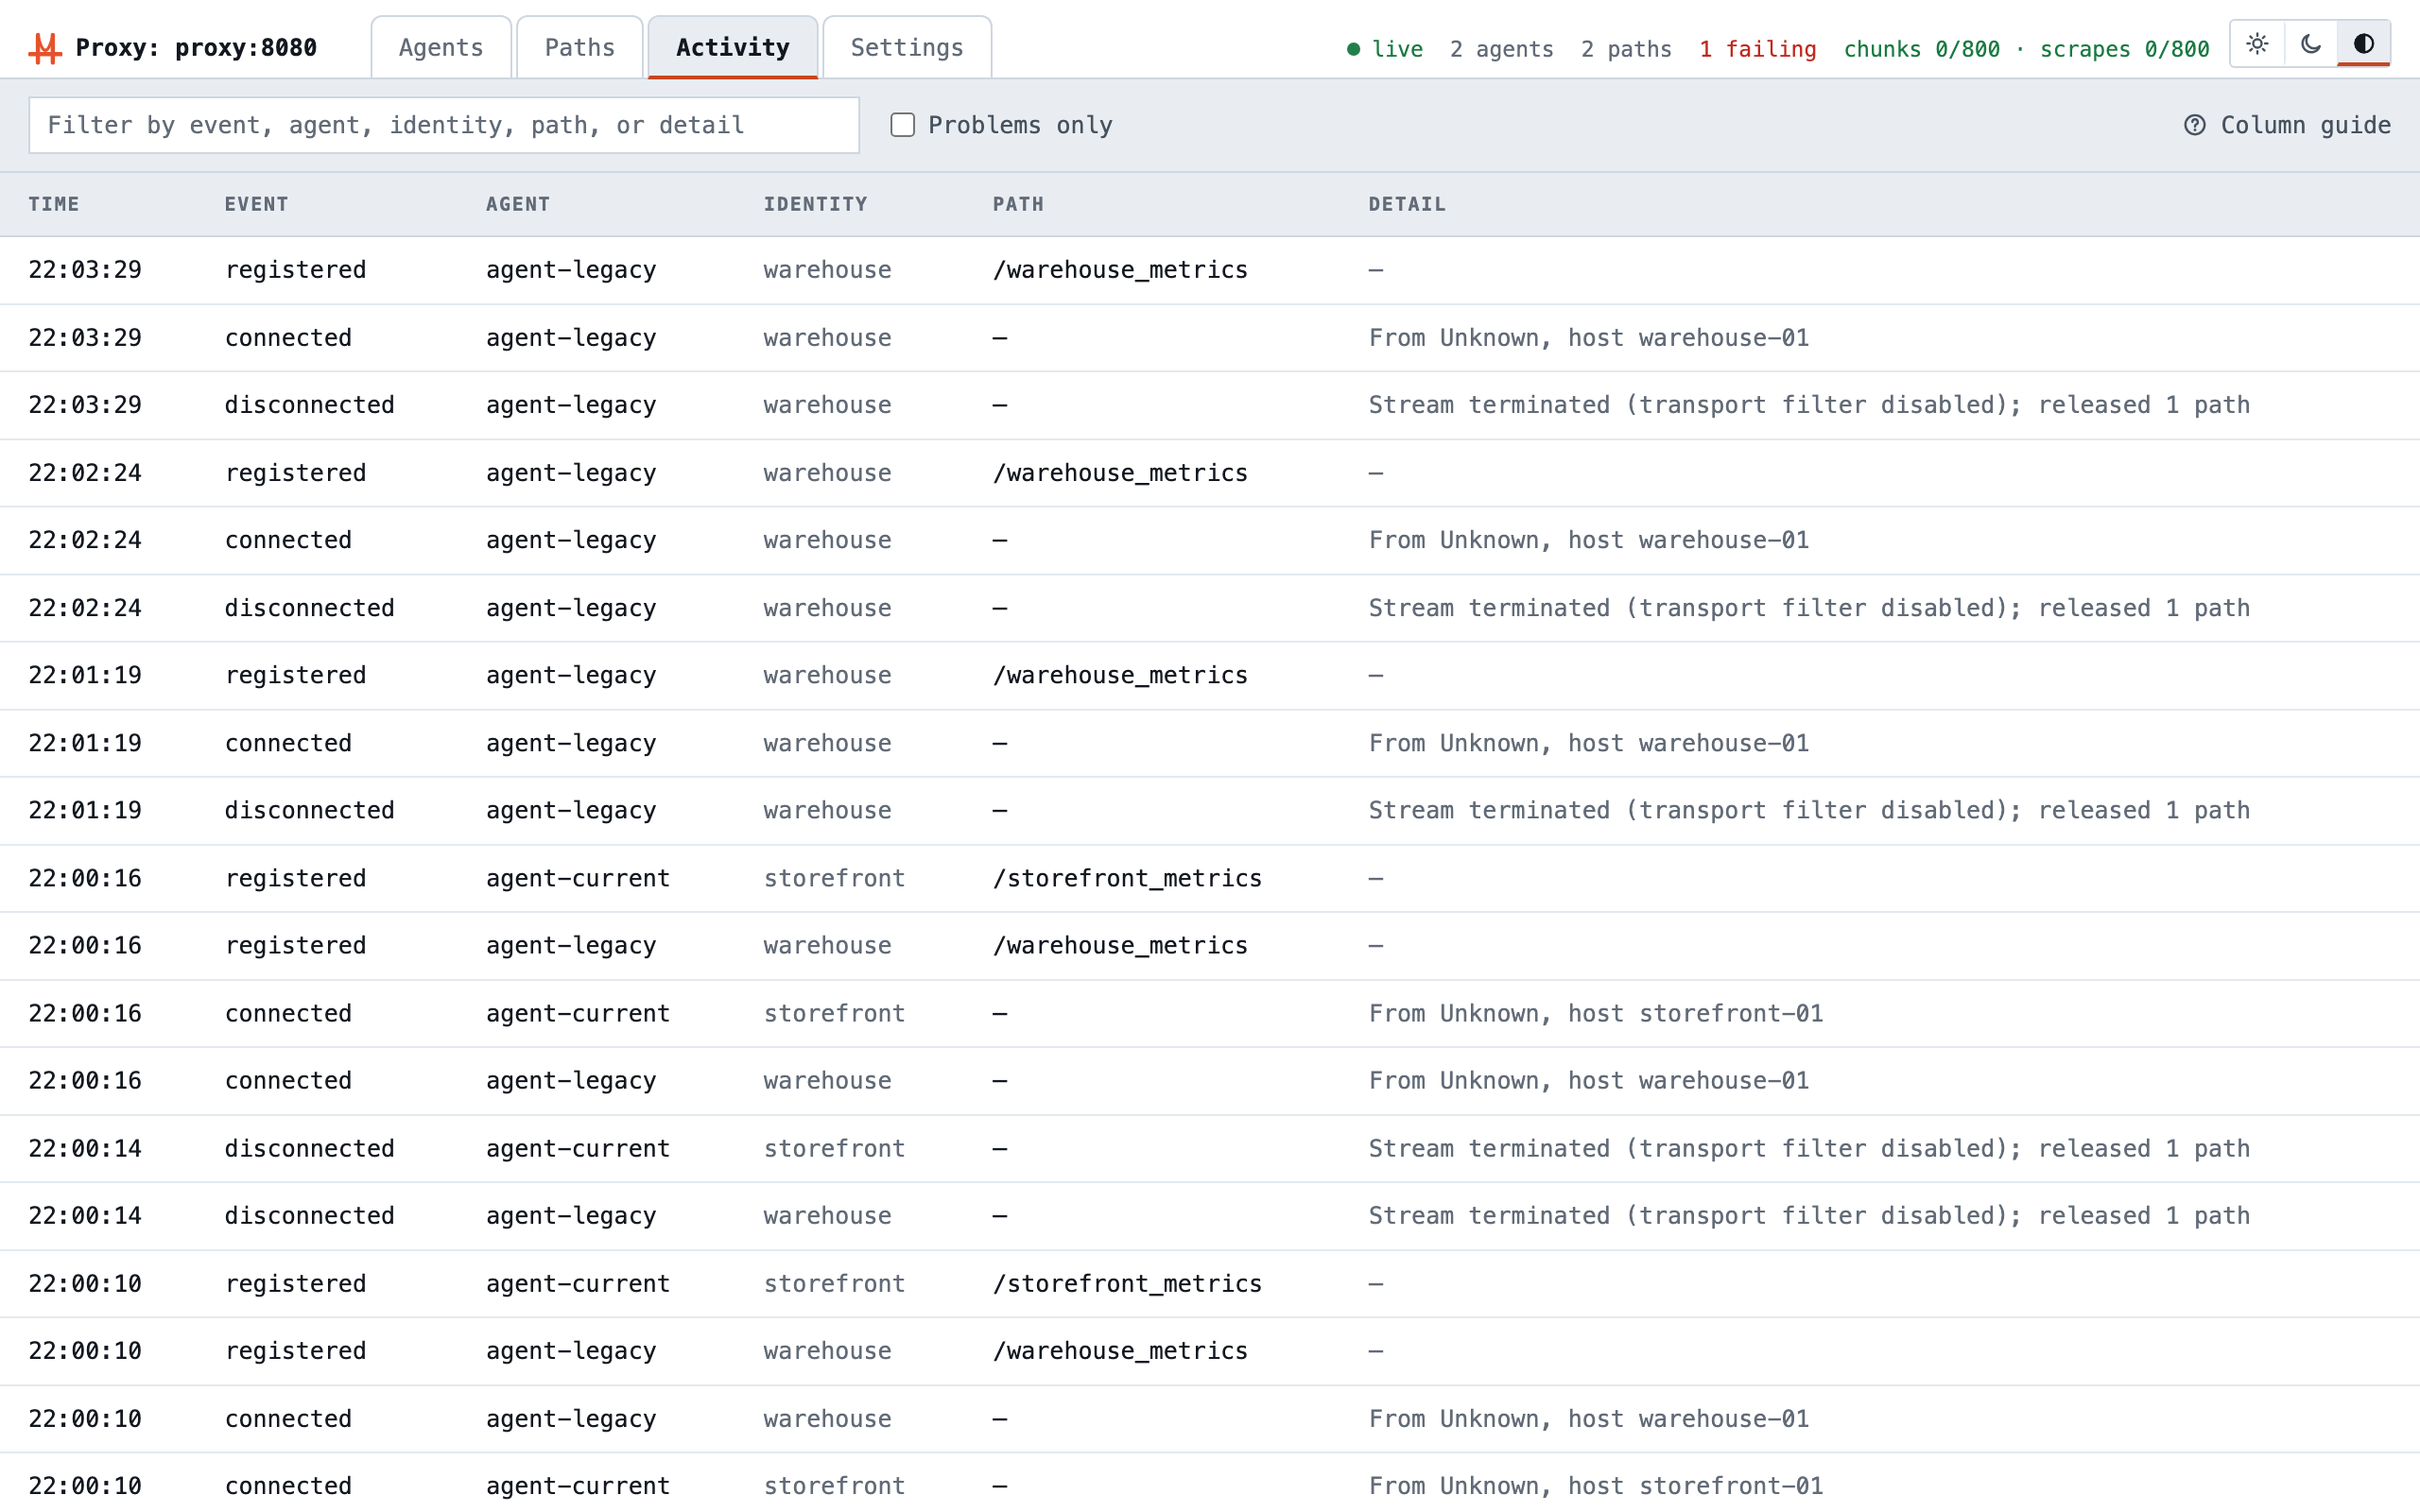 Proxy: proxy:8080 Agents Paths Activity Settings live 2 agents 2 paths 1 failing chunks 0/800 · scrapes 0/800
Filter by event, agent, identity, path, or detail Problems only Column guide
TIME EVENT AGENT IDENTITY PATH DETAIL
22:03:29 registered agent-legacy warehouse /warehouse_metrics —
22:03:29 connected agent-legacy warehouse — From Unknown, host warehouse-01
22:03:29 disconnected agent-legacy warehouse — Stream terminated (transport filter disabled); released 1 path
22:02:24 registered agent-legacy warehouse /warehouse_metrics —
22:02:24 connected agent-legacy warehouse — From Unknown, host warehouse-01
22:02:24 disconnected agent-legacy warehouse — Stream terminated (transport filter disabled); released 1 path
22:01:19 registered agent-legacy warehouse /warehouse_metrics —
22:01:19 connected agent-legacy warehouse — From Unknown, host warehouse-01
22:01:19 disconnected agent-legacy warehouse — Stream terminated (transport filter disabled); released 1 path
22:00:16 registered agent-current storefront /storefront_metrics —
22:00:16 registered agent-legacy warehouse /warehouse_metrics —
22:00:16 connected agent-current storefront — From Unknown, host storefront-01
22:00:16 connected agent-legacy warehouse — From Unknown, host warehouse-01
22:00:14 disconnected agent-current storefront — Stream terminated (transport filter disabled); released 1 path
22:00:14 disconnected agent-legacy warehouse — Stream terminated (transport filter disabled); released 1 path
22:00:10 registered agent-current storefront /storefront_metrics —
22:00:10 registered agent-legacy warehouse /warehouse_metrics —
22:00:10 connected agent-legacy warehouse — From Unknown, host warehouse-01
22:00:10 connected agent-current storefront — From Unknown, host storefront-01